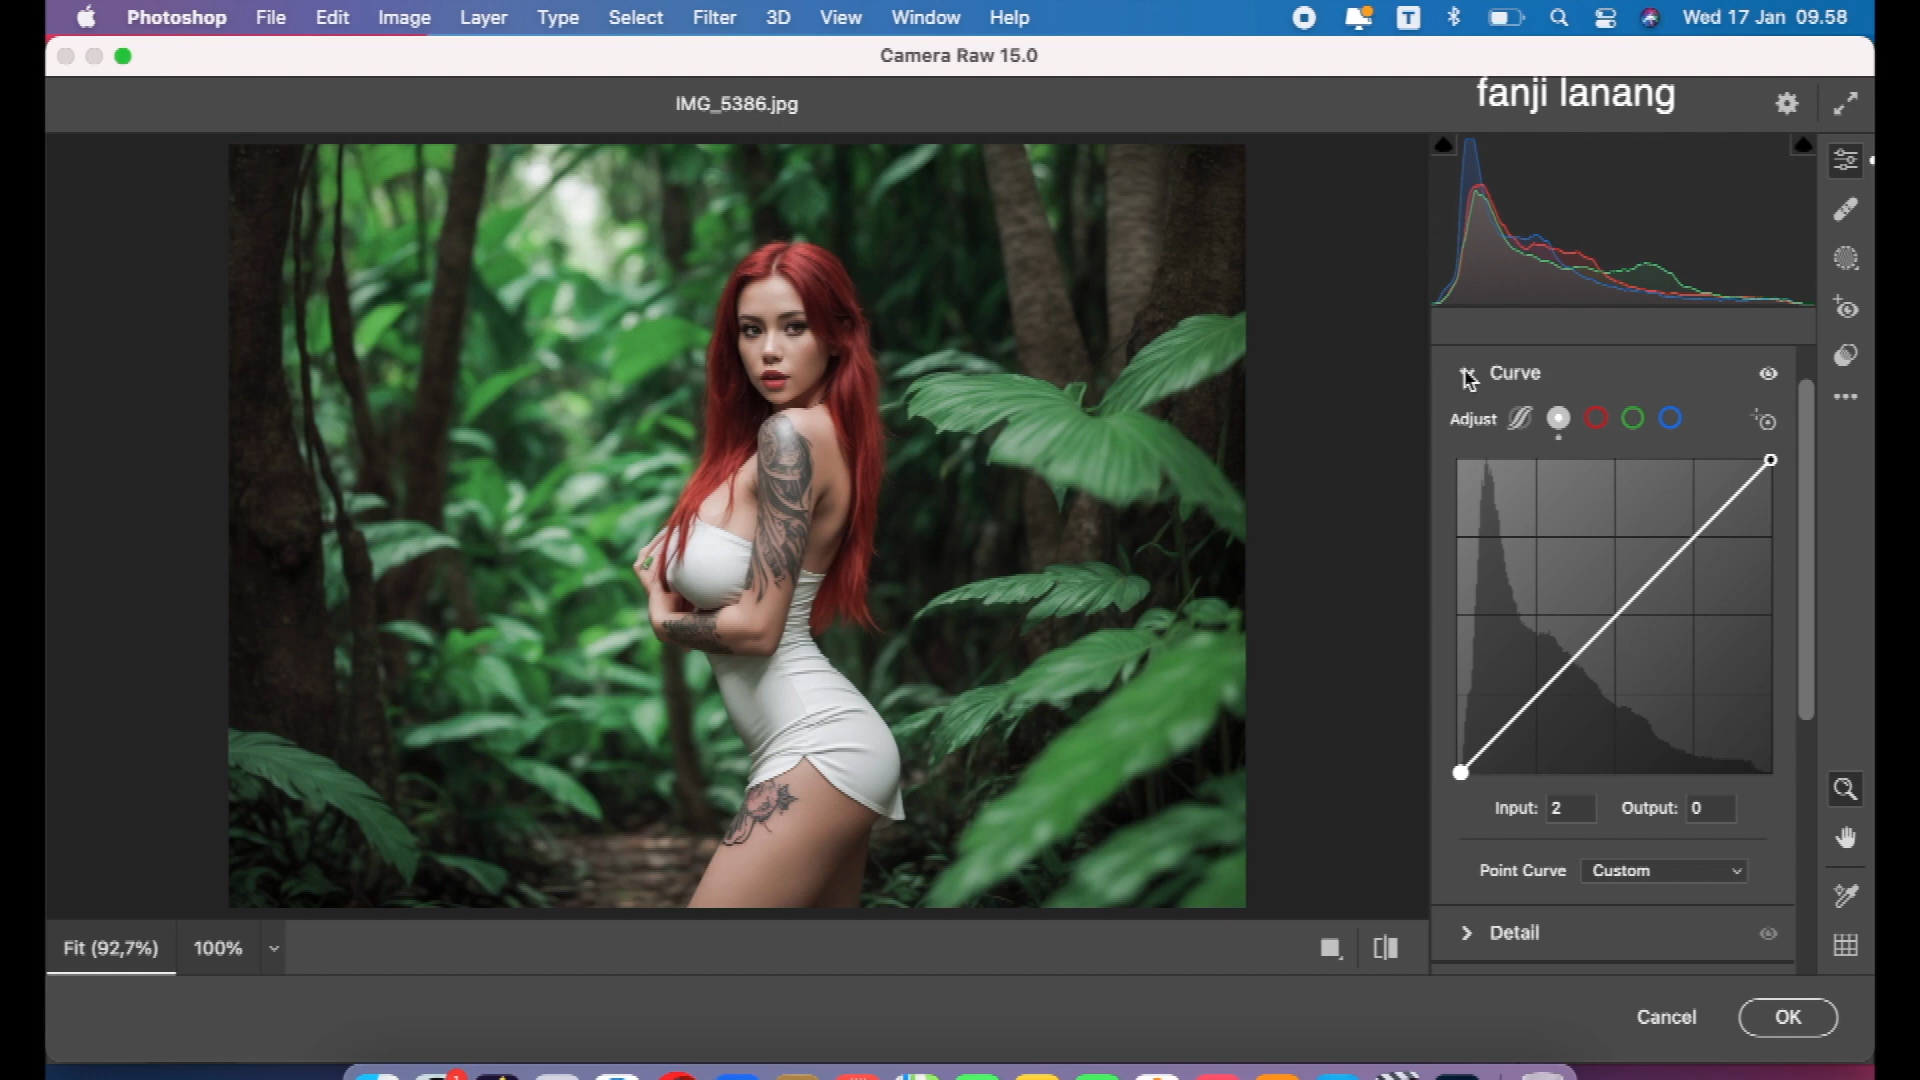 Photoshop File Edit Image Layer Type Select Filter 3D View Window Help T Wed 17 Jan 09.58
Camera Raw 15.0
IMG_5386.jpg
fanji lanang
Curve
Adjust
Input: 2 Output: 0
Point Curve Custom
Detail
Fit (92,7%) 100%
Cancel OK
1